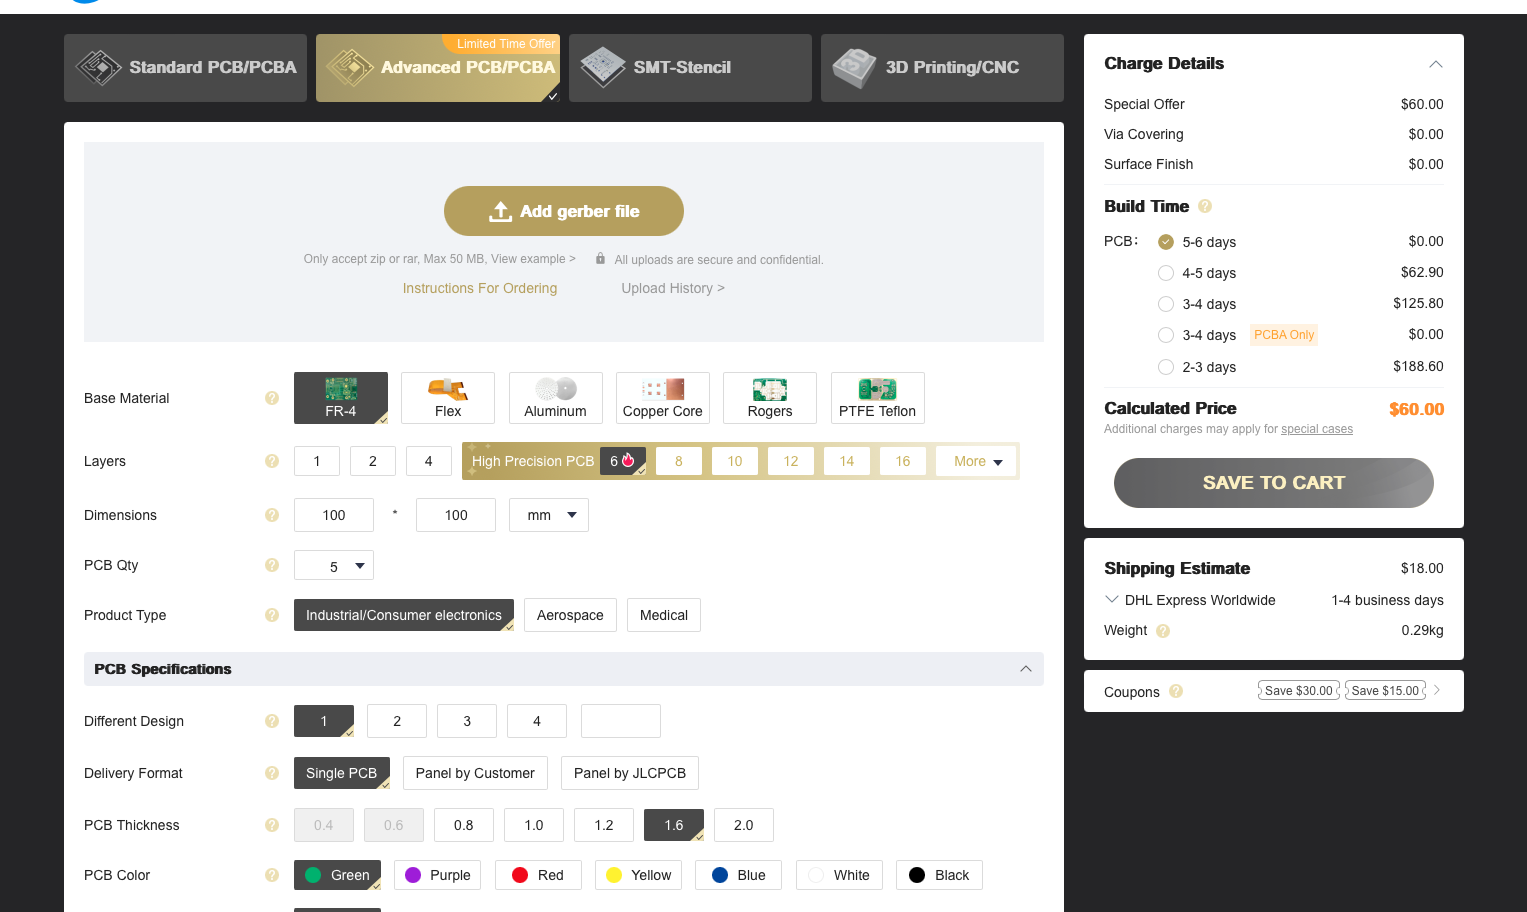 Standard PCB/PCBA
Limited Time Offer
Advanced PCB/PCBA
SMT-Stencil
3D Printing/CNC
Add gerber file
Only accept zip or rar, Max 50 MB, View example >
All uploads are secure and confidential.
Instructions For Ordering
Upload History >
Base Material ? FR-4 Flex Aluminum Copper Core Rogers PTFE Teflon
Layers ? 1 2 4 High Precision PCB 6 8 10 12 14 16 More
Dimensions ? 100 * 100 mm
PCB Qty ? 5
Product Type ? Industrial/Consumer electronics Aerospace Medical
PCB Specifications
Different Design ? 1 2 3 4
Delivery Format ? Single PCB Panel by Customer Panel by JLCPCB
PCB Thickness ? 0.4 0.6 0.8 1.0 1.2 1.6 2.0
PCB Color ? Green Purple Red Yellow Blue White Black
Charge Details
Special Offer $60.00
Via Covering $0.00
Surface Finish $0.00
Build Time ?
PCB: 5-6 days $0.00
4-5 days $62.90
3-4 days $125.80
3-4 days PCBA Only $0.00
2-3 days $188.60
Calculated Price $60.00
Additional charges may apply for special cases
SAVE TO CART
Shipping Estimate $18.00
DHL Express Worldwide 1-4 business days
Weight ? 0.29kg
Coupons ? Save $30.00 Save $15.00 >